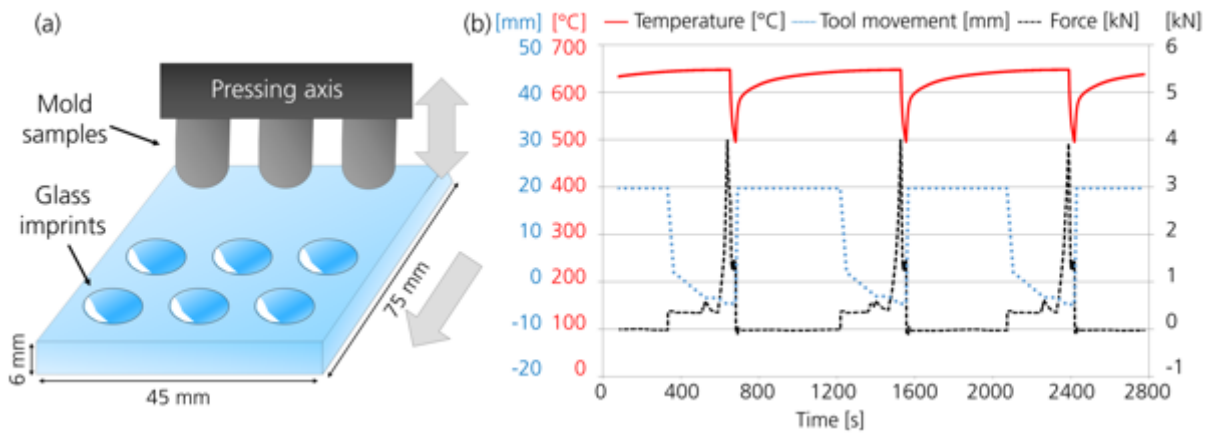 (a)
Pressing axis
Mold
samples
Glass
imprints
75 mm
6 mm
45 mm
(b) [mm] [°C] Temperature [°C] Tool movement [mm] Force [kN] [kN]
50 700 6
40 600 5
30 500 4
20 400 3
10 300 2
0 200 1
-10 100 0
-20 0 -1
0 400 800 1200 1600 2000 2400 2800
Time [s]